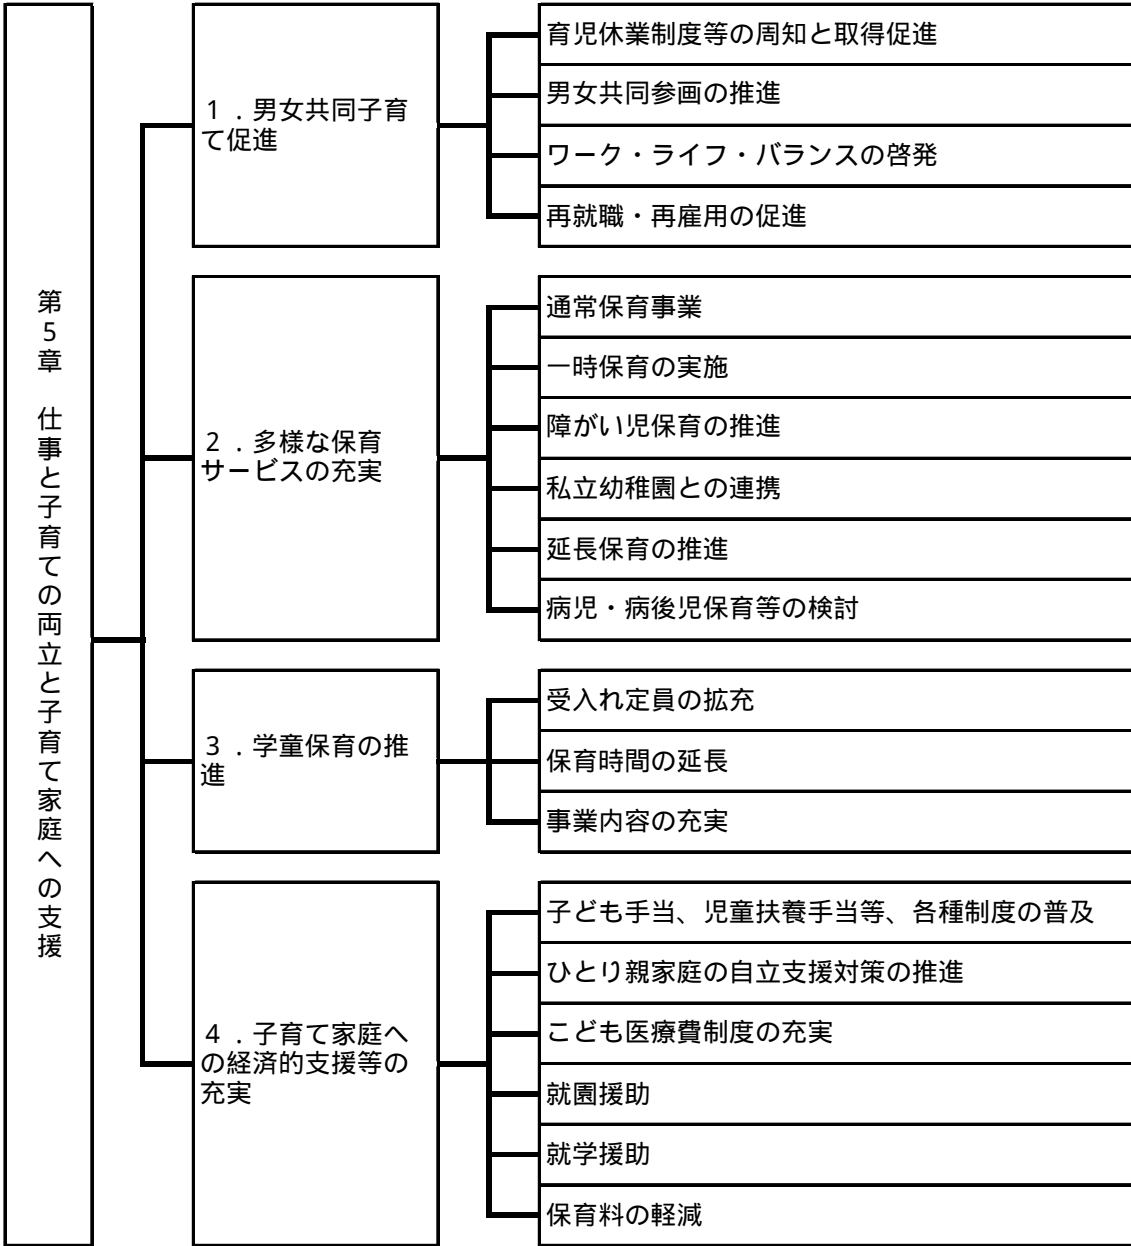 第5章　仕事と子育ての両立と子育て家庭への支援
１．男女共同子育
て促進
育児休業制度等の周知と取得促進
男女共同参画の推進
ワーク・ライフ・バランスの啓発
再就職・再雇用の促進
２．多様な保育
サービスの充実
通常保育事業
一時保育の実施
障がい児保育の推進
私立幼稚園との連携
延長保育の推進
病児・病後児保育等の検討
３．学童保育の推
進
受入れ定員の拡充
保育時間の延長
事業内容の充実
４．子育て家庭へ
の経済的支援等の
充実
子ども手当、児童扶養手当等、各種制度の普及
ひとり親家庭の自立支援対策の推進
こども医療費制度の充実
就園援助
就学援助
保育料の軽減